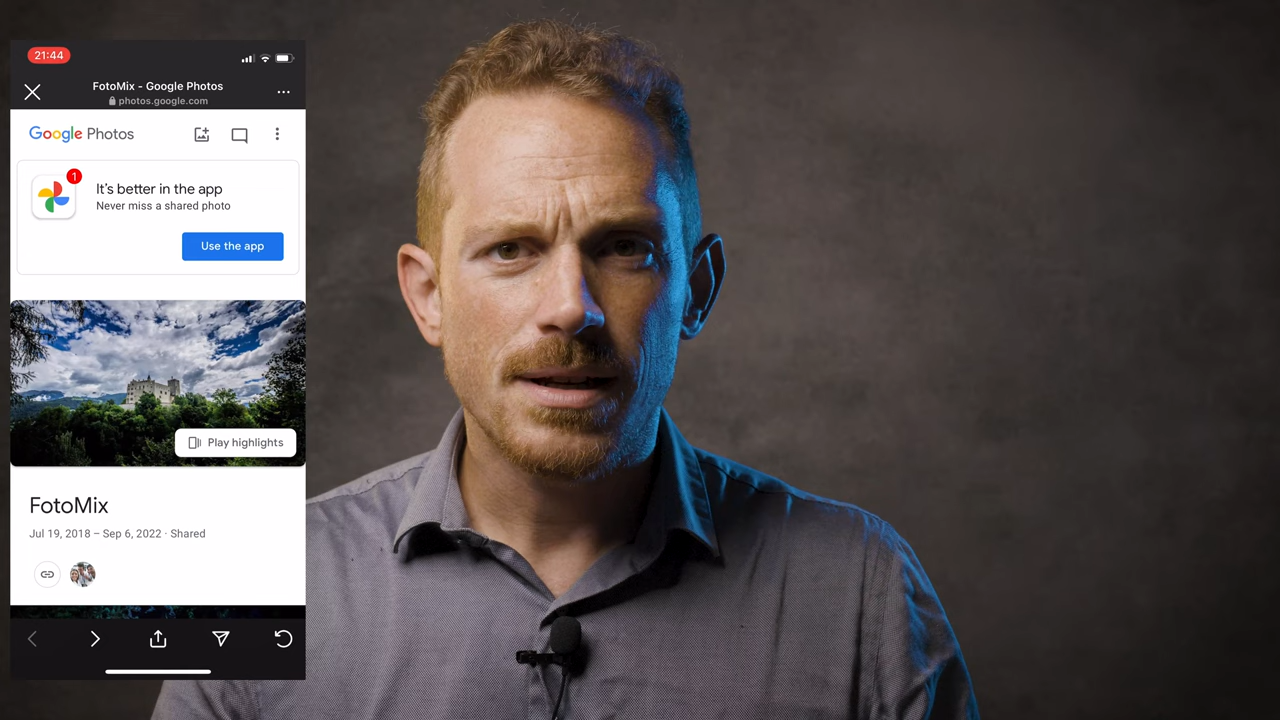 21:44
FotoMix - Google Photos
photos.google.com
Google Photos
1
It's better in the app
Never miss a shared photo
Use the app
Play highlights
FotoMix
Jul 19, 2018 – Sep 6, 2022 · Shared